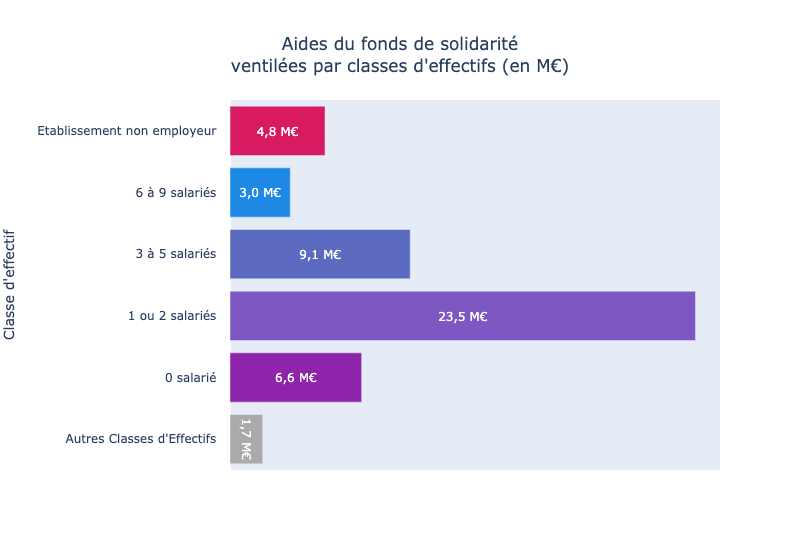 Aides du fonds de solidarité
ventilées par classes d'effectifs (en M€)
Classe d'effectif
Etablissement non employeur
4,8 M€
6 à 9 salariés
3,0 M€
3 à 5 salariés
9,1 M€
1 ou 2 salariés
23,5 M€
0 salarié
6,6 M€
Autres Classes d'Effectifs
1,7 M€